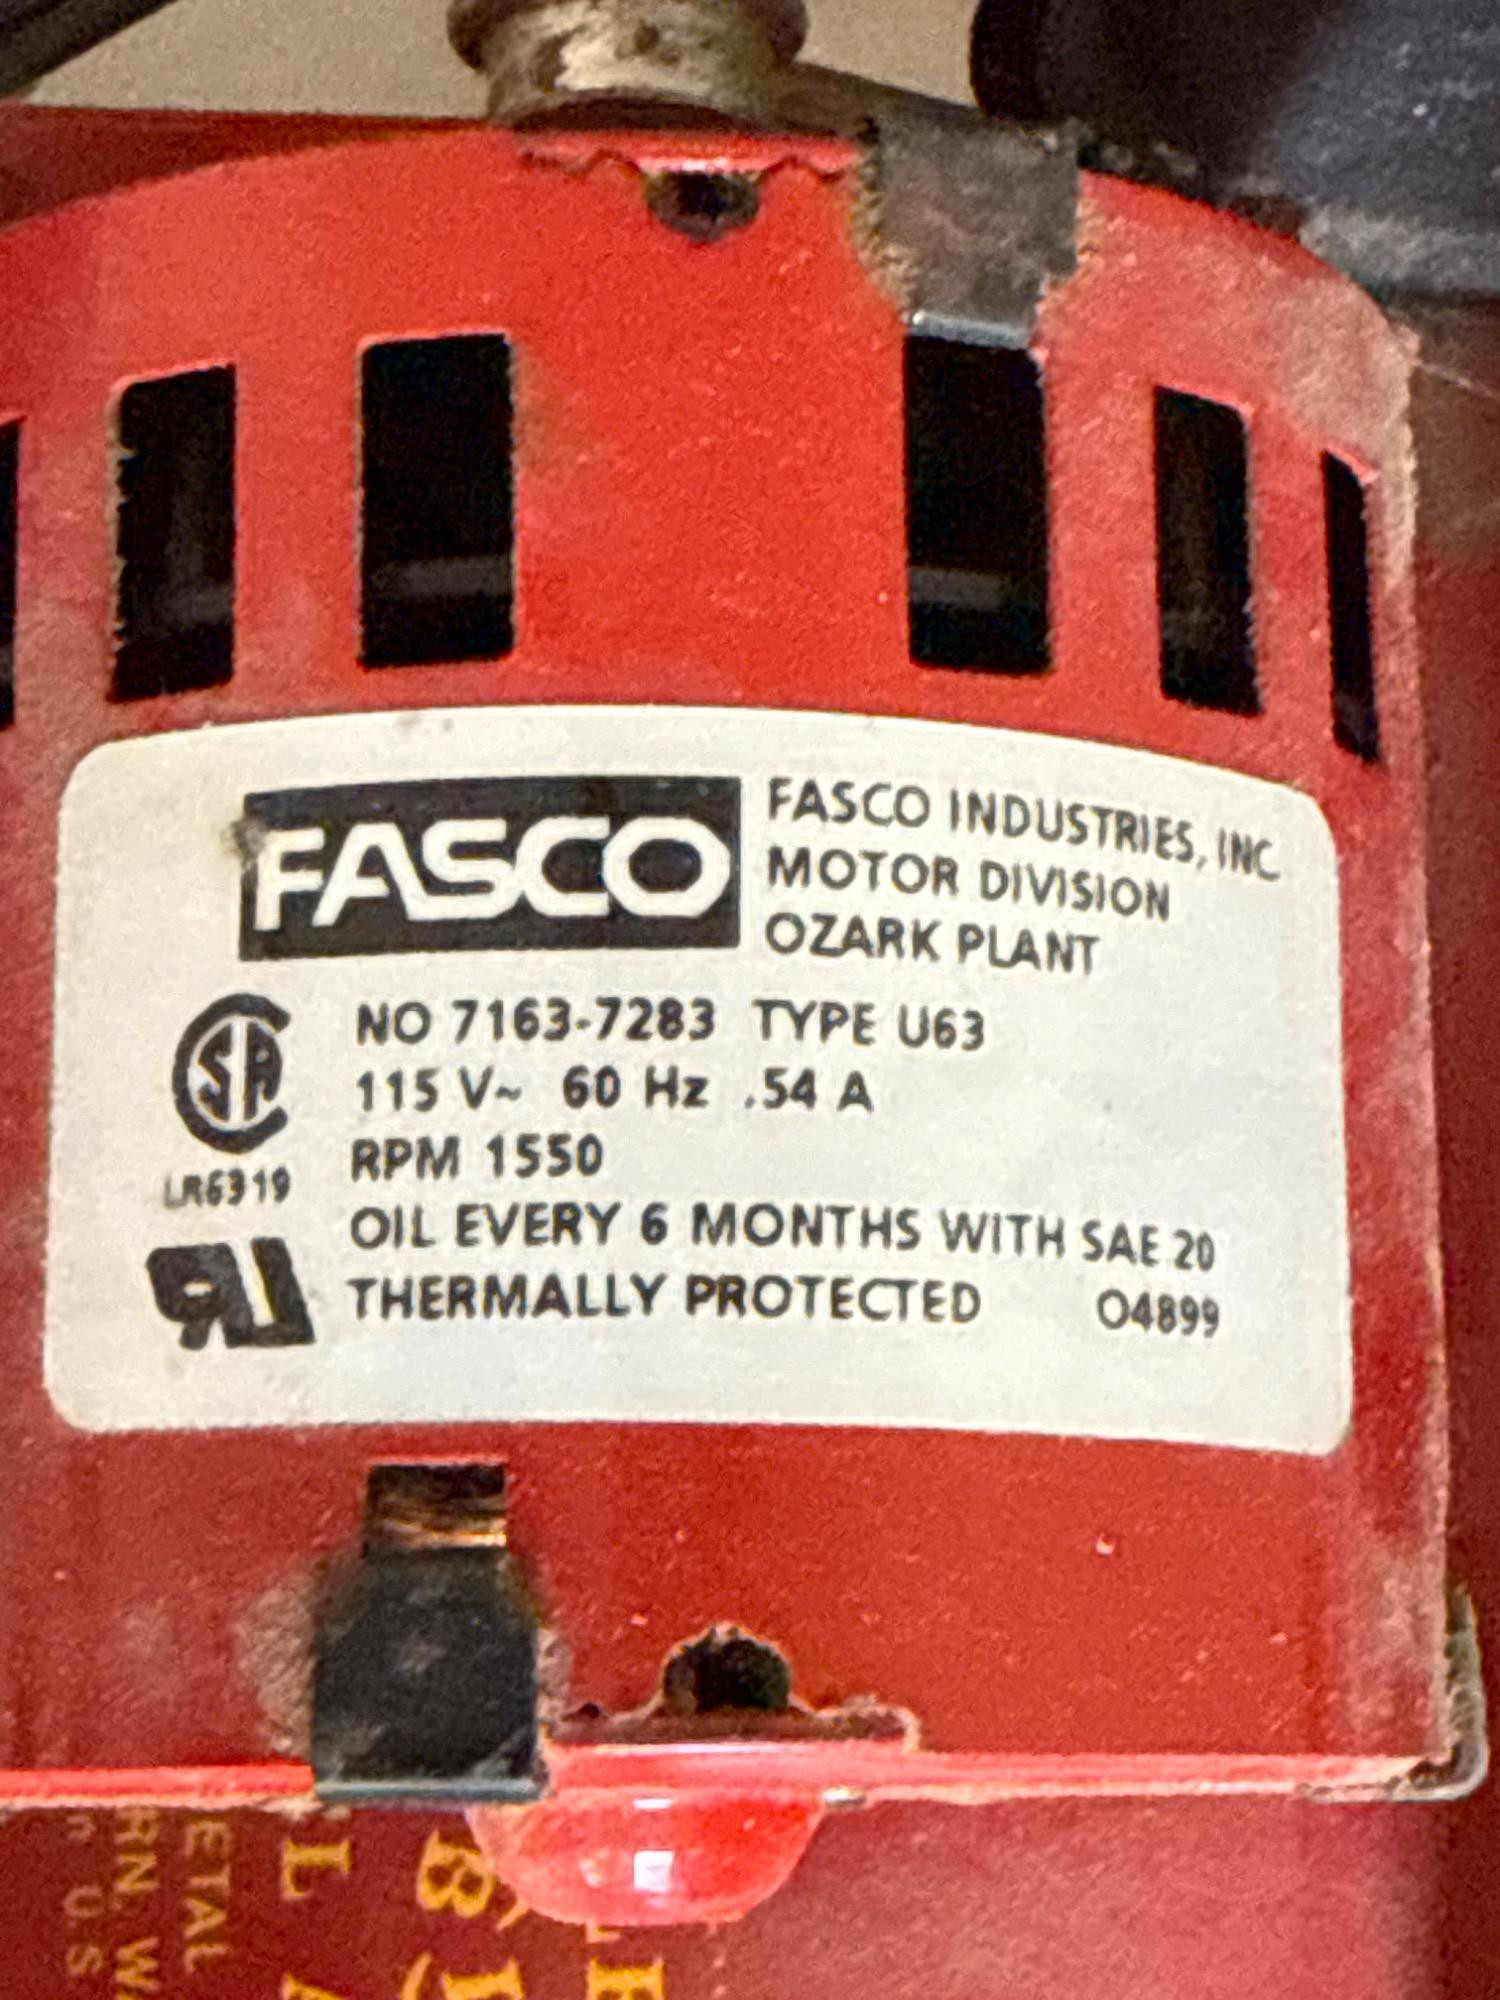 FASCO
FASCO INDUSTRIES, INC
MOTOR DIVISION
OZARK PLANT
NO 7163-7283 TYPE U63
115 V~ 60 Hz .54 A
RPM 1550
OIL EVERY 6 MONTHS WITH SAE 20
THERMALLY PROTECTED O4899
LR6319